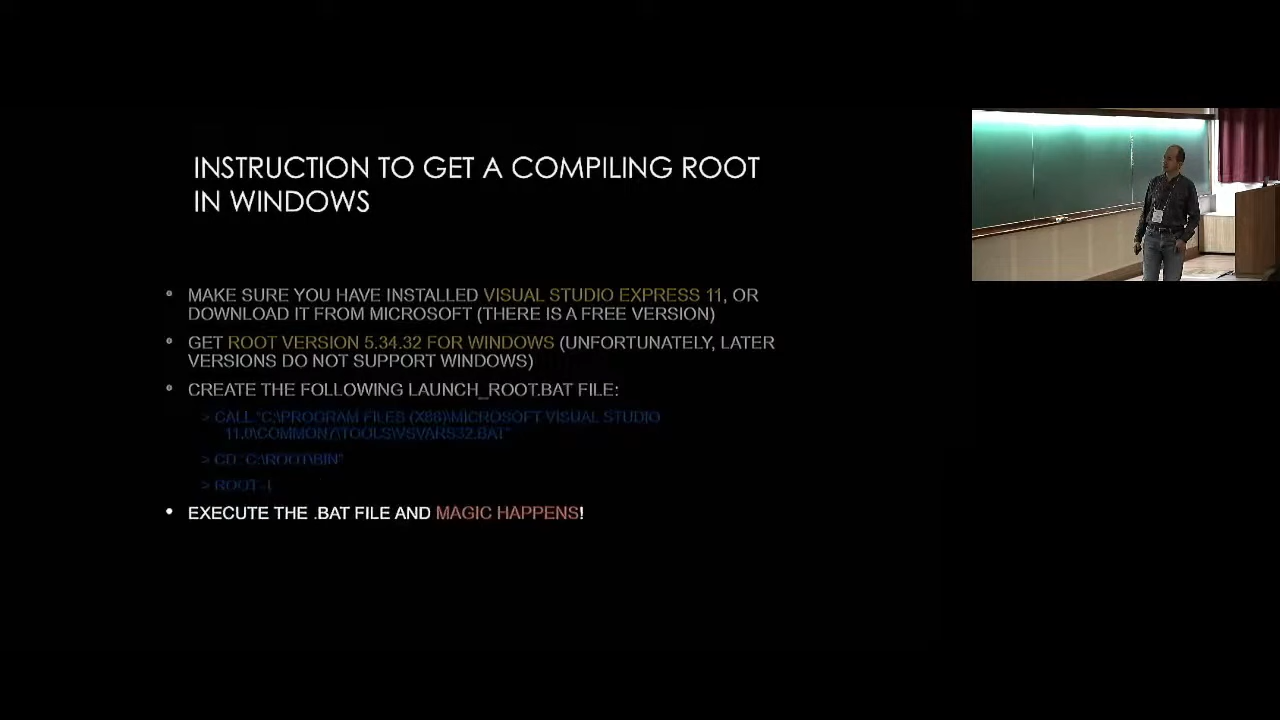 INSTRUCTION TO GET A COMPILING ROOT
IN WINDOWS
• MAKE SURE YOU HAVE INSTALLED VISUAL STUDIO EXPRESS 11, OR
DOWNLOAD IT FROM MICROSOFT (THERE IS A FREE VERSION)
• GET ROOT VERSION 5.34.32 FOR WINDOWS (UNFORTUNATELY, LATER
VERSIONS DO NOT SUPPORT WINDOWS)
• CREATE THE FOLLOWING LAUNCH_ROOT.BAT FILE:
> CALL "C:\PROGRAM FILES (X86)\MICROSOFT VISUAL STUDIO
11.0\COMMON7\TOOLS\VSVARS32.BAT"
> CD "C:\ROOT\BIN"
> ROOT -L
• EXECUTE THE .BAT FILE AND MAGIC HAPPENS!